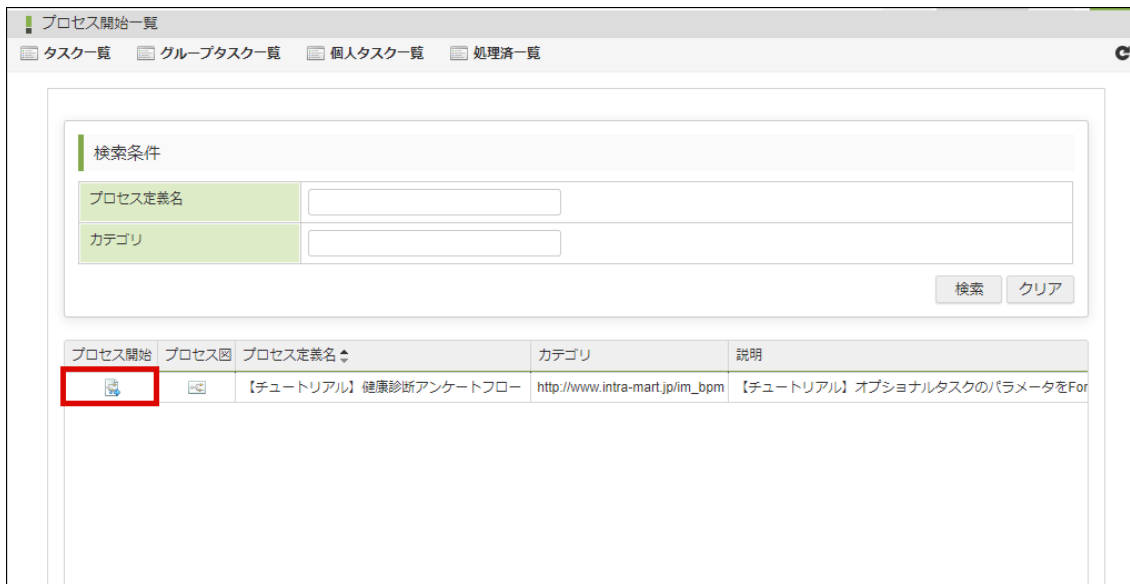 プロセス開始一覧
タスク一覧 グループタスク一覧 個人タスク一覧 処理済一覧
検索条件
プロセス定義名
カテゴリ
検索 クリア
プロセス開始 プロセス図 プロセス定義名 カテゴリ 説明
【チュートリアル】健康診断アンケートフロー http://www.intra-mart.jp/im_bpm 【チュートリアル】オプショナルタスクのパラメータをFor